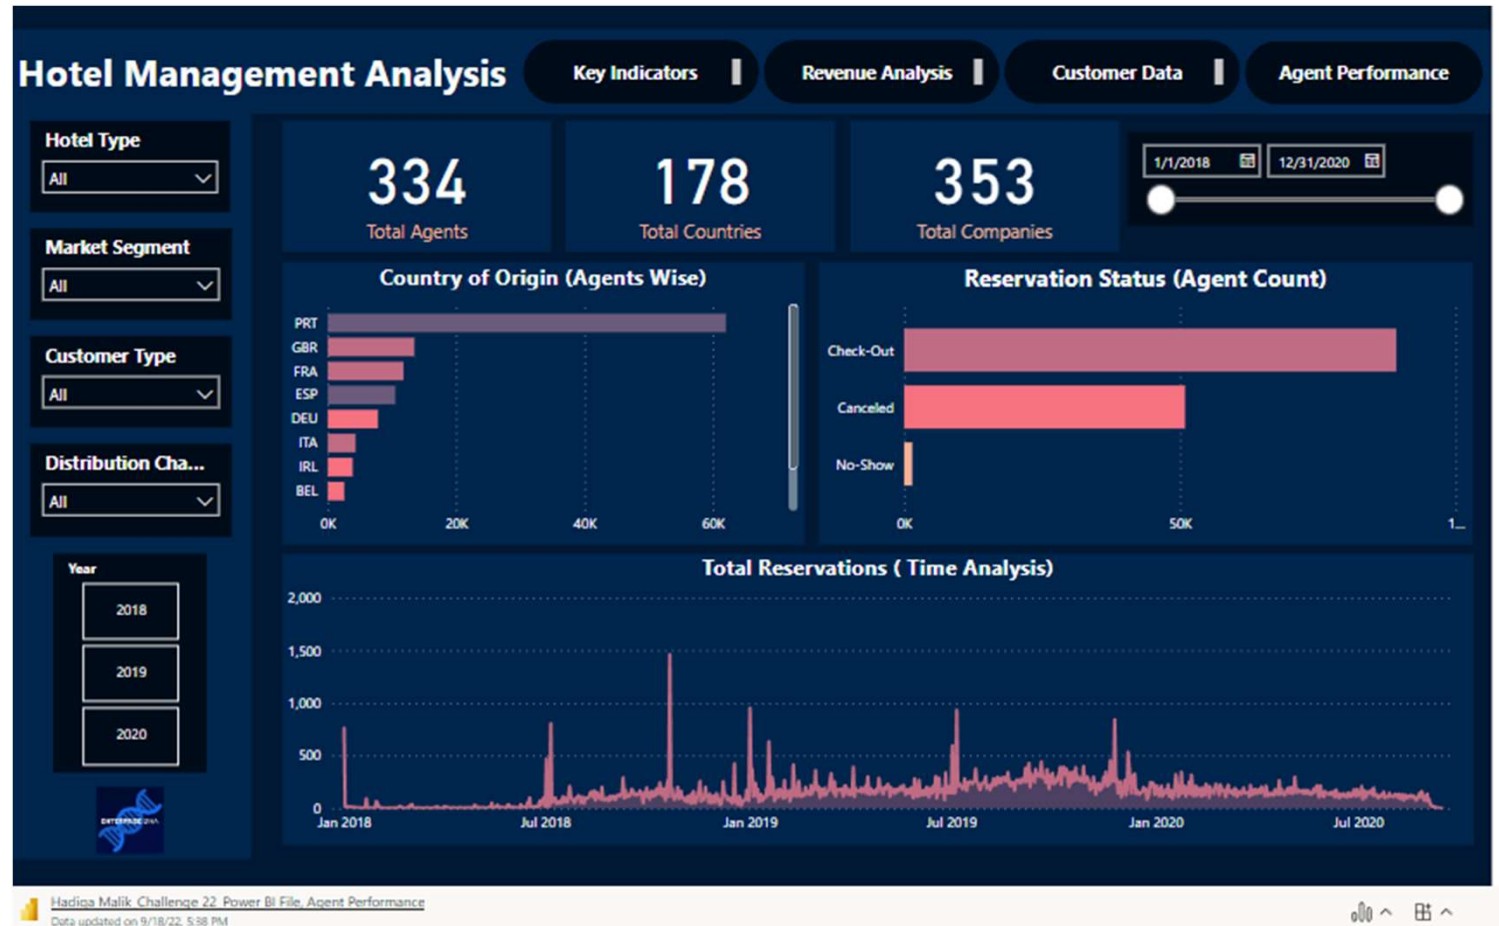 Hotel Management Analysis
Key Indicators
Revenue Analysis
Customer Data
Agent Performance
Hotel Type
All
Market Segment
All
Customer Type
All
Distribution Cha...
All
Year
2018
2019
2020
334
Total Agents
178
Total Countries
353
Total Companies
1/1/2018
12/31/2020
Country of Origin (Agents Wise)
PRT
GBR
FRA
ESP
DEU
ITA
IRL
BEL
0K 20K 40K 60K
Reservation Status (Agent Count)
Check-Out
Canceled
No-Show
0K 50K 1...
Total Reservations ( Time Analysis)
2,000
1,500
1,000
500
0
Jan 2018 Jul 2018 Jan 2019 Jul 2019 Jan 2020 Jul 2020
ENTERPRISE DNA
Hadiqa Malik_Challenge 22_Power BI File, Agent Performance
Data updated on 9/18/22, 5:38 PM